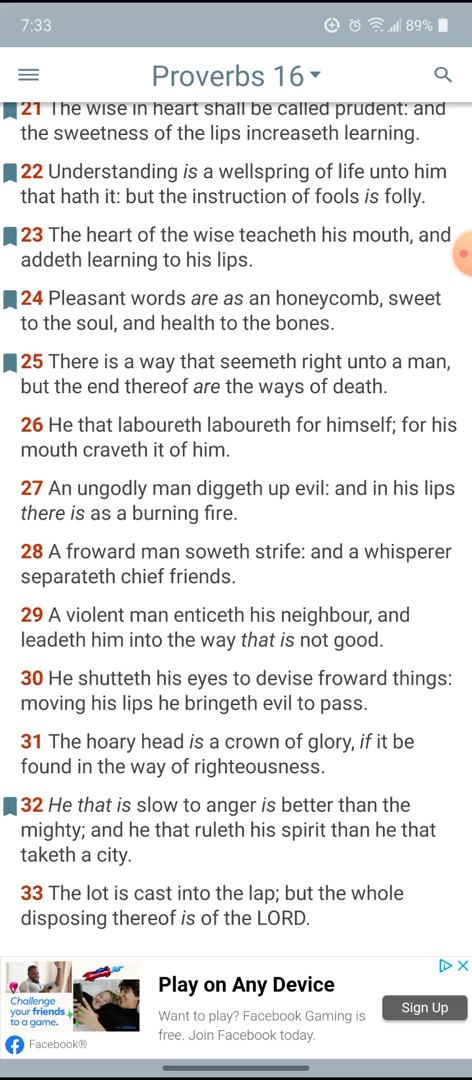 7:33
89%
Proverbs 16
21 The wise in heart shall be called prudent: and
the sweetness of the lips increaseth learning.
22 Understanding is a wellspring of life unto him
that hath it: but the instruction of fools is folly.
23 The heart of the wise teacheth his mouth, and
addeth learning to his lips.
24 Pleasant words are as an honeycomb, sweet
to the soul, and health to the bones.
25 There is a way that seemeth right unto a man,
but the end thereof are the ways of death.
26 He that laboureth laboureth for himself; for his
mouth craveth it of him.
27 An ungodly man diggeth up evil: and in his lips
there is as a burning fire.
28 A froward man soweth strife: and a whisperer
separateth chief friends.
29 A violent man enticeth his neighbour, and
leadeth him into the way that is not good.
30 He shutteth his eyes to devise froward things:
moving his lips he bringeth evil to pass.
31 The hoary head is a crown of glory, if it be
found in the way of righteousness.
32 He that is slow to anger is better than the
mighty; and he that ruleth his spirit than he that
taketh a city.
33 The lot is cast into the lap; but the whole
disposing thereof is of the LORD.
Challenge
your friends
to a game.
Facebook®
Play on Any Device
Want to play? Facebook Gaming is
free. Join Facebook today.
Sign Up